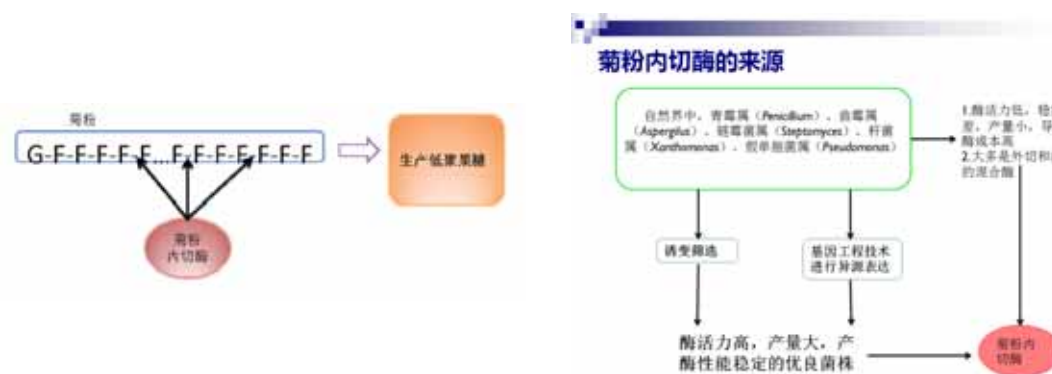 菊粉
G-F-F-F-F-F...F-F-F-F-F-F-F
生产低聚果糖
菊粉
内切酶
菊粉内切酶的来源
自然界中，青霉属（Penicillium）、曲霉属
（Aspergilus）、链霉菌属（Steptomyces）、杆菌
属（Xanthomonas）、假单胞菌属（Pseudomonas）
1.酶活力低，稳
差，产量小，导
酶成本高
2.大多是外切和
的混合酶
诱变筛选
基因工程技术
进行异源表达
酶活力高，产量大，产
酶性能稳定的优良菌株
菊粉内
切酶